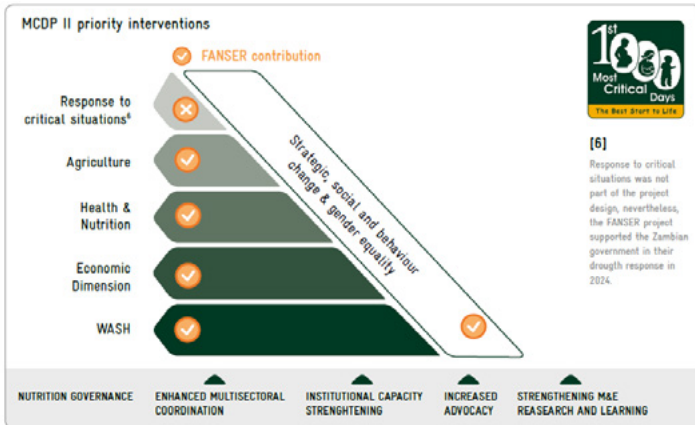 MCDP II priority interventions
FANSER contribution
Response to
critical situations⁶
Agriculture
Health &
Nutrition
Economic
Dimension
WASH
Strategic, social and behaviour
change & gender equality
1st
1000
Most
Critical
Days
The Best Start to Life
[6]
Response to critical
situations was not
part of the project
design, nevertheless,
the FANSER project
supported the Zambian
government in their
drougth response in
2024.
NUTRITION GOVERNANCE
ENHANCED MULTISECTORAL
COORDINATION
INSTITUTIONAL CAPACITY
STRENGHTENING
INCREASED
ADVOCACY
STRENGTHENING M&E
REASEARCH AND LEARNING